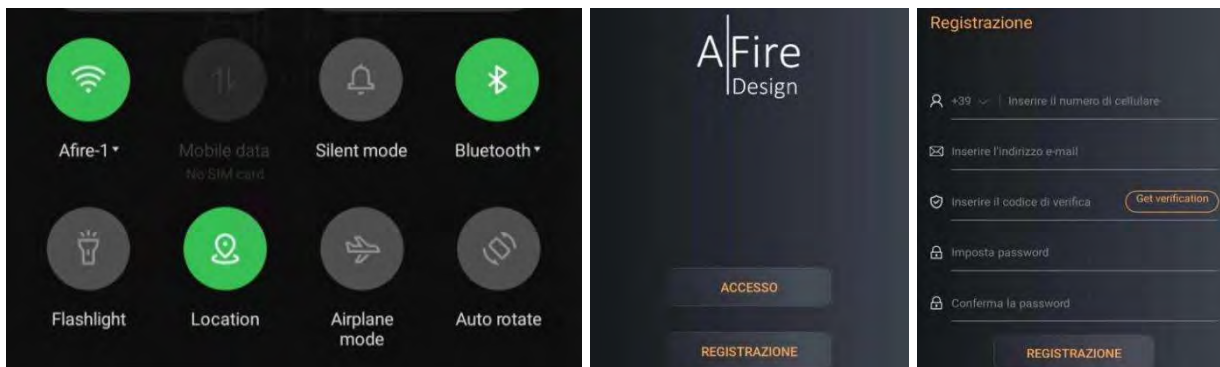 Afire-1
Mobile data
No SIM card
Silent mode
Bluetooth
Flashlight
Location
Airplane
mode
Auto rotate
A Fire
Design
ACCESSO
REGISTRAZIONE
Registrazione
+39 Inserire il numero di cellulare
Inserire l'indirizzo e-mail
Inserire il codice di verifica Get verification
Imposta password
Conferma la password
REGISTRAZIONE